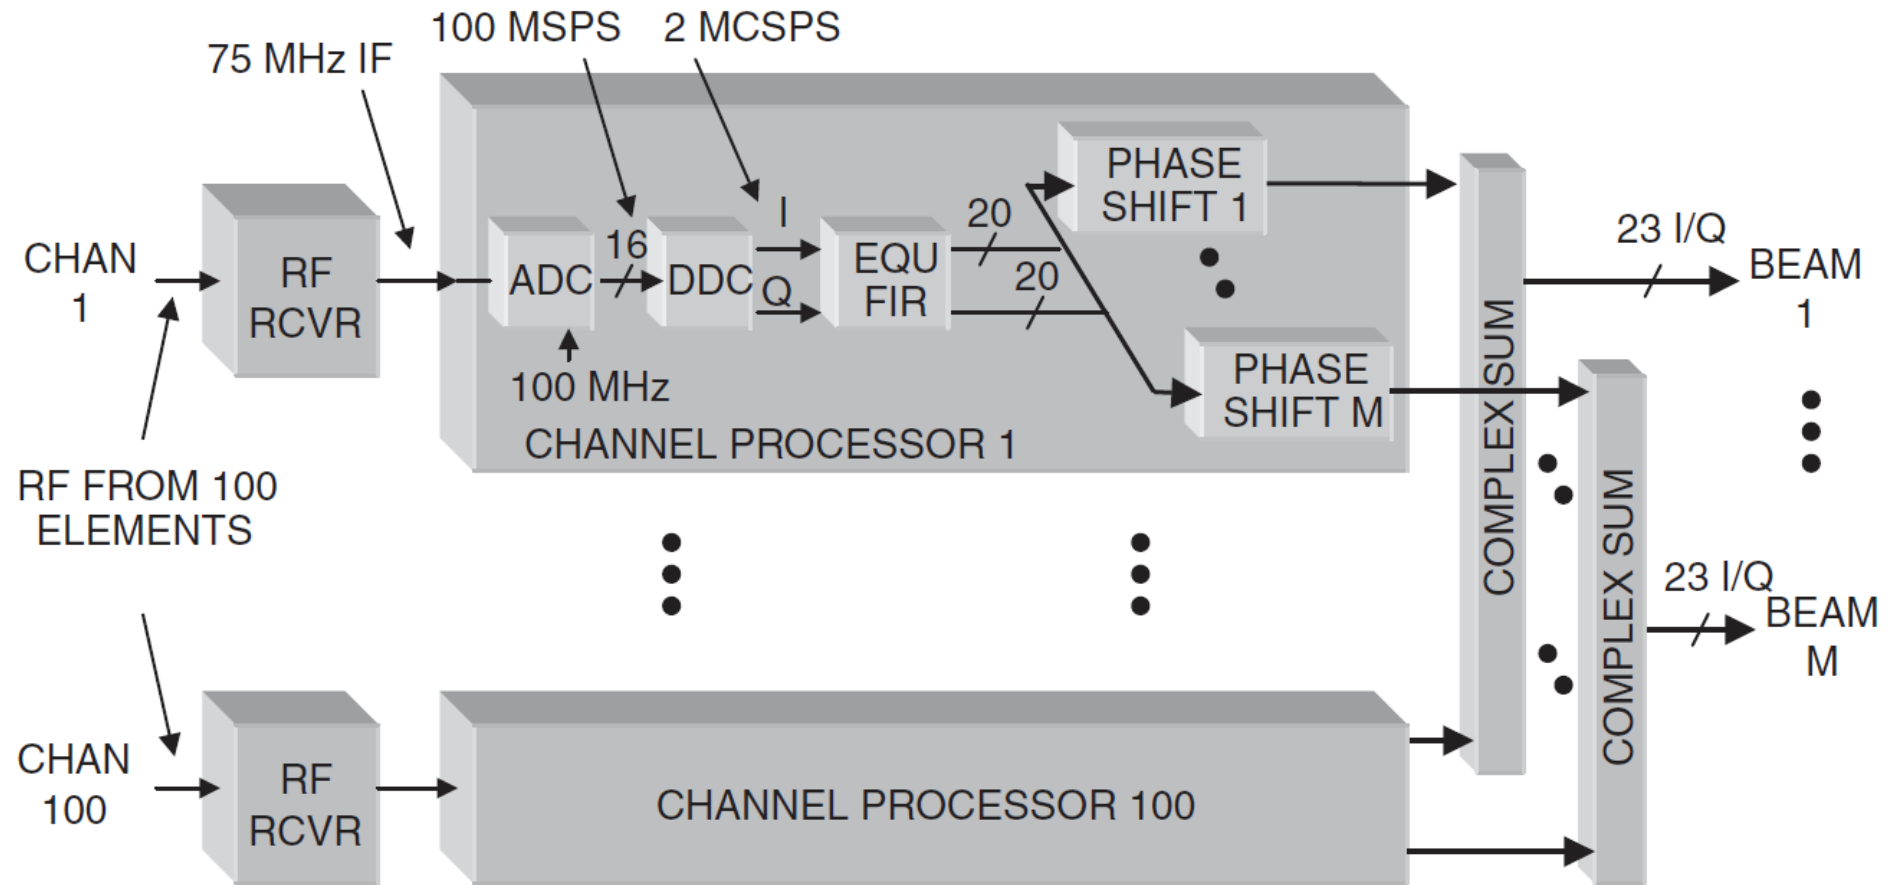 100 MSPS
2 MCSPS
75 MHz IF
PHASE
SHIFT 1
I
20
16
23 I/Q
CHAN
1
RF
RCVR
ADC
DDC
Q
EQU
FIR
20
BEAM
1
100 MHz
PHASE
SHIFT M
CHANNEL PROCESSOR 1
COMPLEX SUM
RF FROM 100
ELEMENTS
COMPLEX SUM
23 I/Q
BEAM
M
CHAN
100
RF
RCVR
CHANNEL PROCESSOR 100